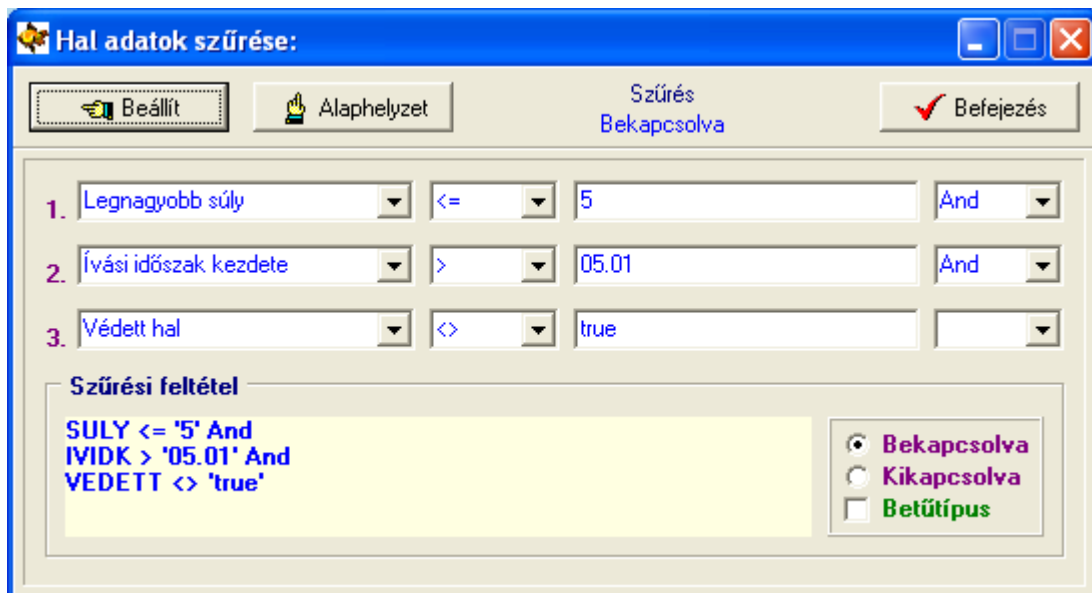 Hal adatok szűrése:
Beállít
Alaphelyzet
Szűrés
Bekapcsolva
Befejezés
1. Legnagyobb súly <= 5 And
2. Ívási időszak kezdete > 05.01 And
3. Védett hal <> true
Szűrési feltétel
SULY <= '5' And
IVIDK > '05.01' And
VEDETT <> 'true'
Bekapcsolva
Kikapcsolva
Betűtípus